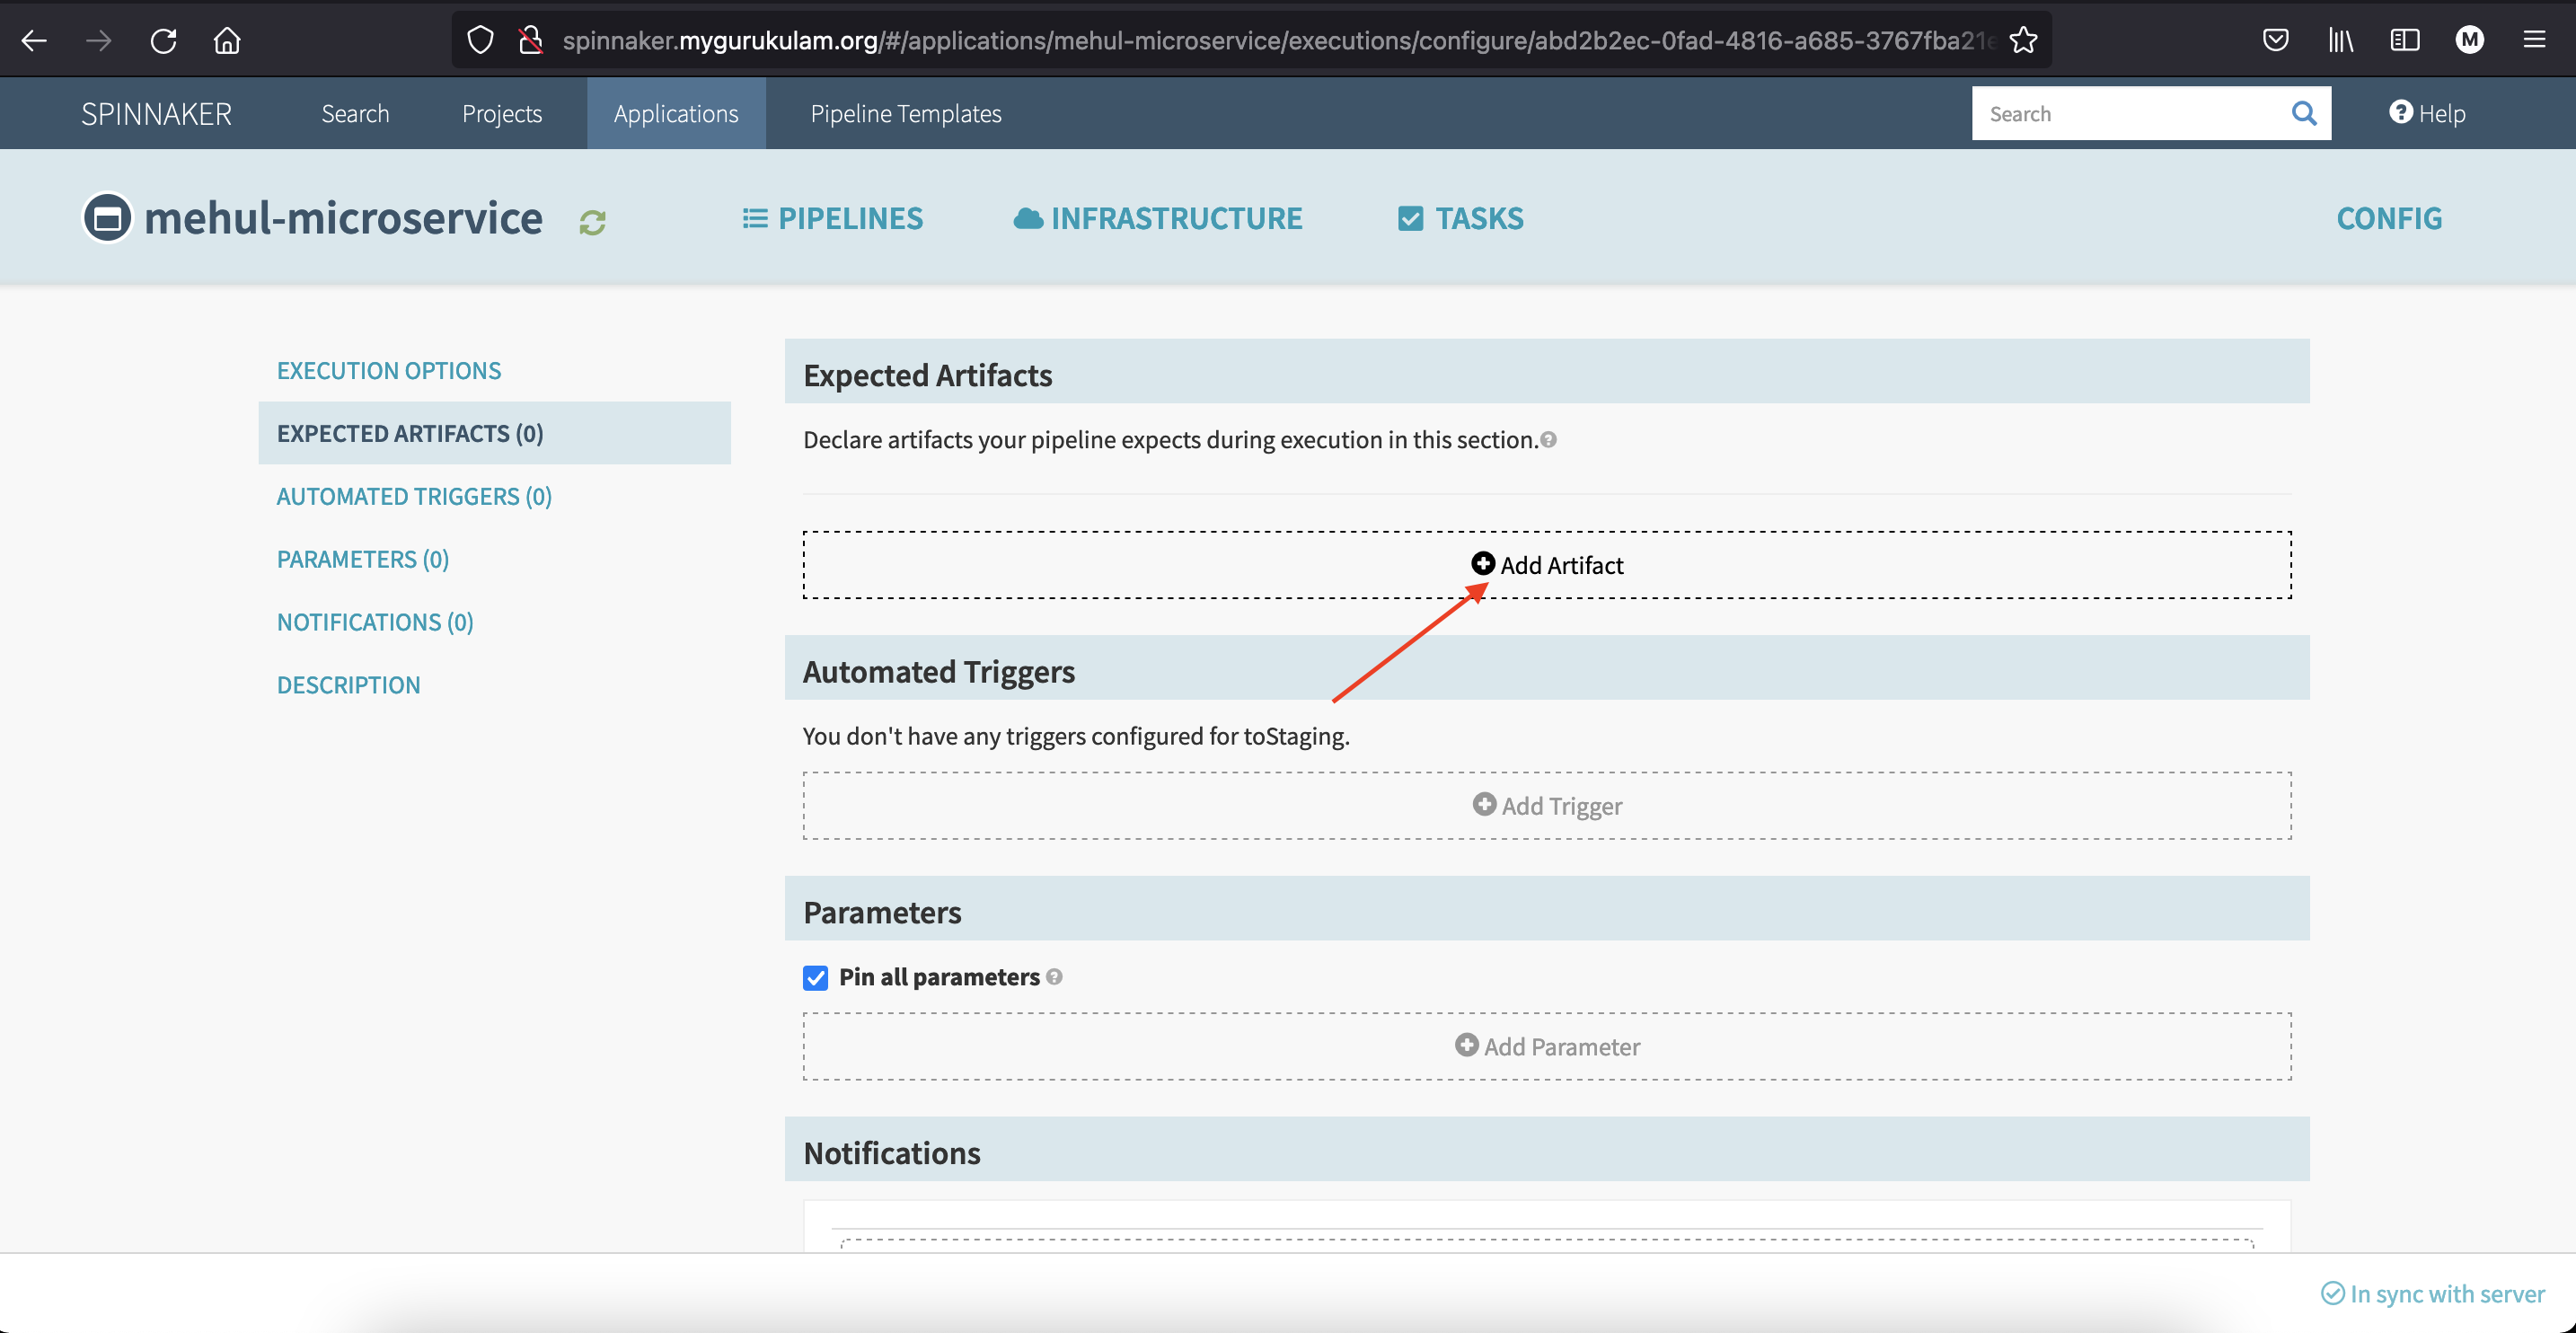 spinnaker.mygurukulam.org/#/applications/mehul-microservice/executions/configure/abd2b2ec-0fad-4816-a685-3767fba21e
M
SPINNAKER Search Projects Applications Pipeline Templates Search Help
mehul-microservice PIPELINES INFRASTRUCTURE TASKS CONFIG
EXECUTION OPTIONS
EXPECTED ARTIFACTS (0)
AUTOMATED TRIGGERS (0)
PARAMETERS (0)
NOTIFICATIONS (0)
DESCRIPTION
Expected Artifacts
Declare artifacts your pipeline expects during execution in this section.
Add Artifact
Automated Triggers
You don't have any triggers configured for toStaging.
Add Trigger
Parameters
Pin all parameters
Add Parameter
Notifications
In sync with server